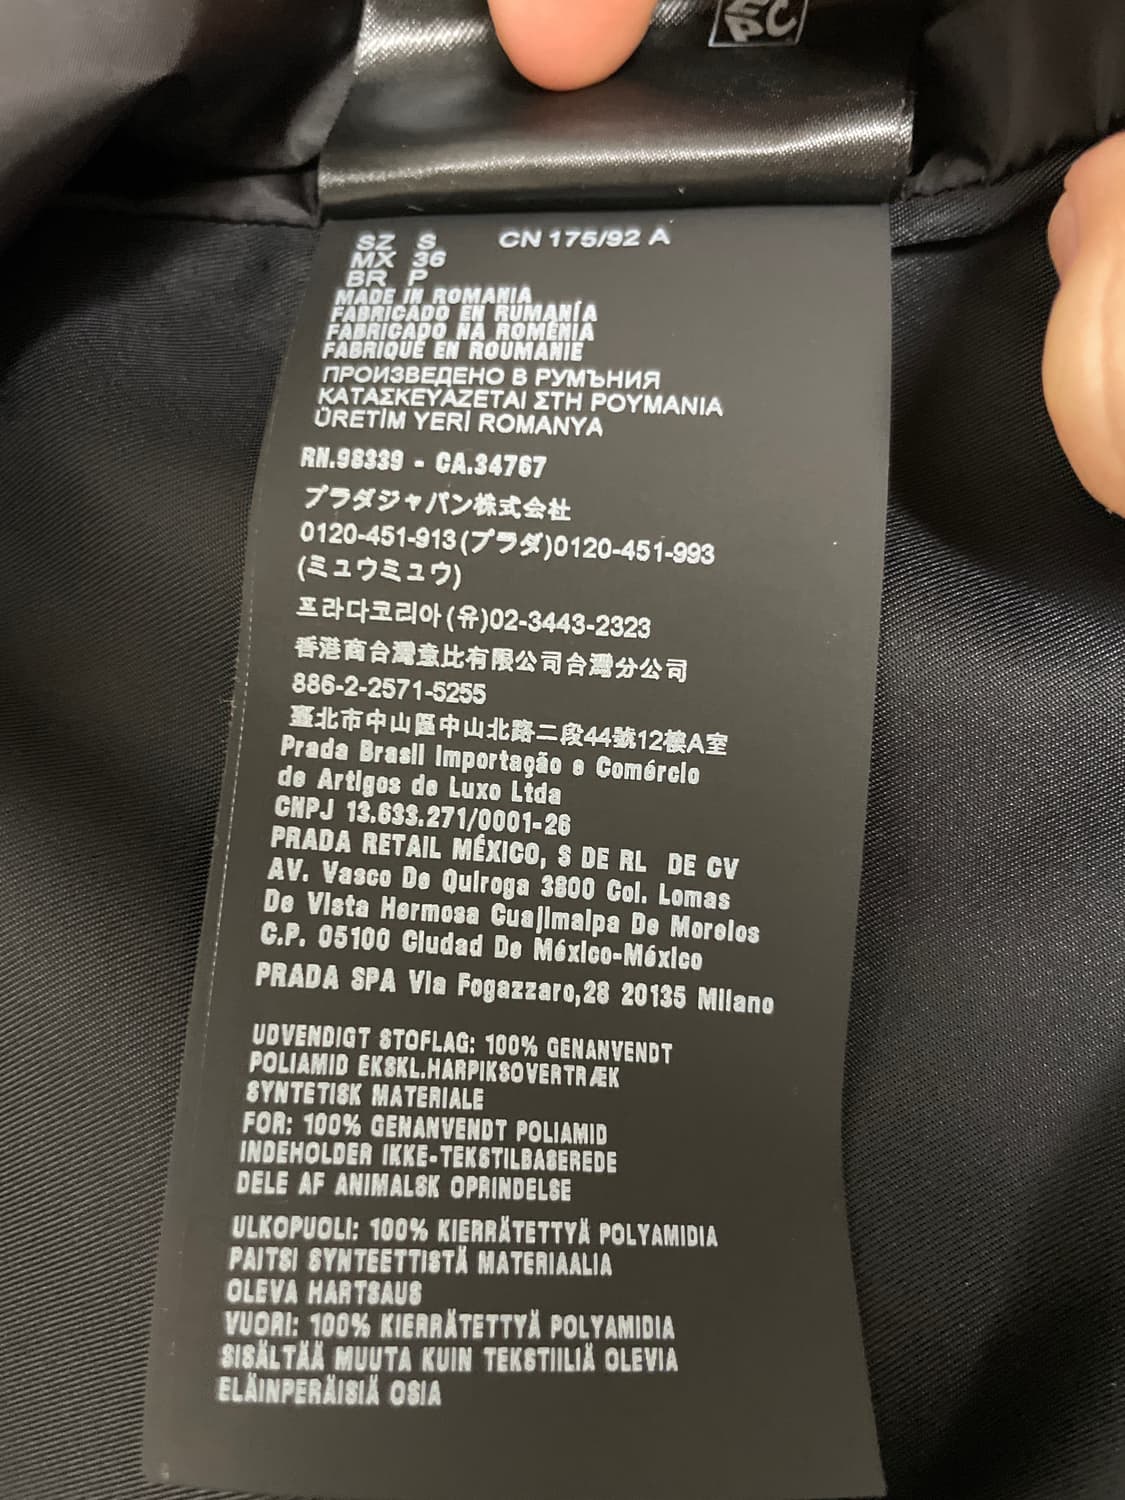 PC
SZ S CN 175/92 A
MX 36
BR P
MADE IN ROMANIA
FABRICADO EN RUMANÍA
FABRICADO NA ROMÊNIA
FABRIQUÉ EN ROUMANIE
ПРОИЗВЕДЕНО В РУМЪНИЯ
ΚΑΤΑΣΚΕΥΑΖΕΤΑΙ ΣΤΗ ΡΟΥΜΑΝΙΑ
ÜRETİM YERİ ROMANYA
RN.98339 - CA.34767
プラダジャパン株式会社
0120-451-913(プラダ)0120-451-993
(ミュウミュウ)
프라다코리아(유)02-3443-2323
香港商台灣意比有限公司台灣分公司
886-2-2571-5255
臺北市中山區中山北路二段44號12樓A室
Prada Brasil Importação e Comércio
de Artigos de Luxo Ltda
CNPJ 13.633.271/0001-26
PRADA RETAIL MÉXICO, S DE RL DE CV
AV. Vasco De Quiroga 3800 Col. Lomas
De Vista Hermosa Cuajimalpa De Morelos
C.P. 05100 Ciudad De México-México
PRADA SPA Via Fogazzaro,28 20135 Milano
UDVENDIGT STOFLAG: 100% GENANVENDT
POLIAMID EKSKL.HARPIKSOVERTRÆK
SYNTETISK MATERIALE
FOR: 100% GENANVENDT POLIAMID
INDEHOLDER IKKE-TEKSTILBASEREDE
DELE AF ANIMALSK OPRINDELSE
ULKOPUOLI: 100% KIERRÄTETTYÄ POLYAMIDIA
PAITSI SYNTEETTISTÄ MATERIAALIA
OLEVA HARTSAUS
VUORI: 100% KIERRÄTETTYÄ POLYAMIDIA
SISÄLTÄÄ MUUTA KUIN TEKSTIILIÄ OLEVIA
ELÄINPERÄISIÄ OSIA